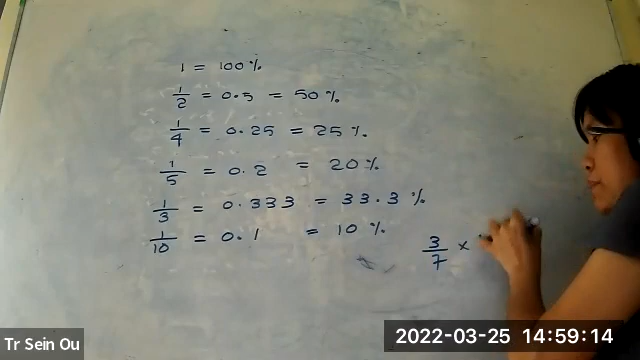 1 = 100%
1/2 = 0.5 = 50%
1/4 = 0.25 = 25%
1/5 = 0.2 = 20%
1/3 = 0.333 = 33.3%
1/10 = 0.1 = 10%
3/7 ×
Tr Sein Ou
2022-03-25 14:59:14